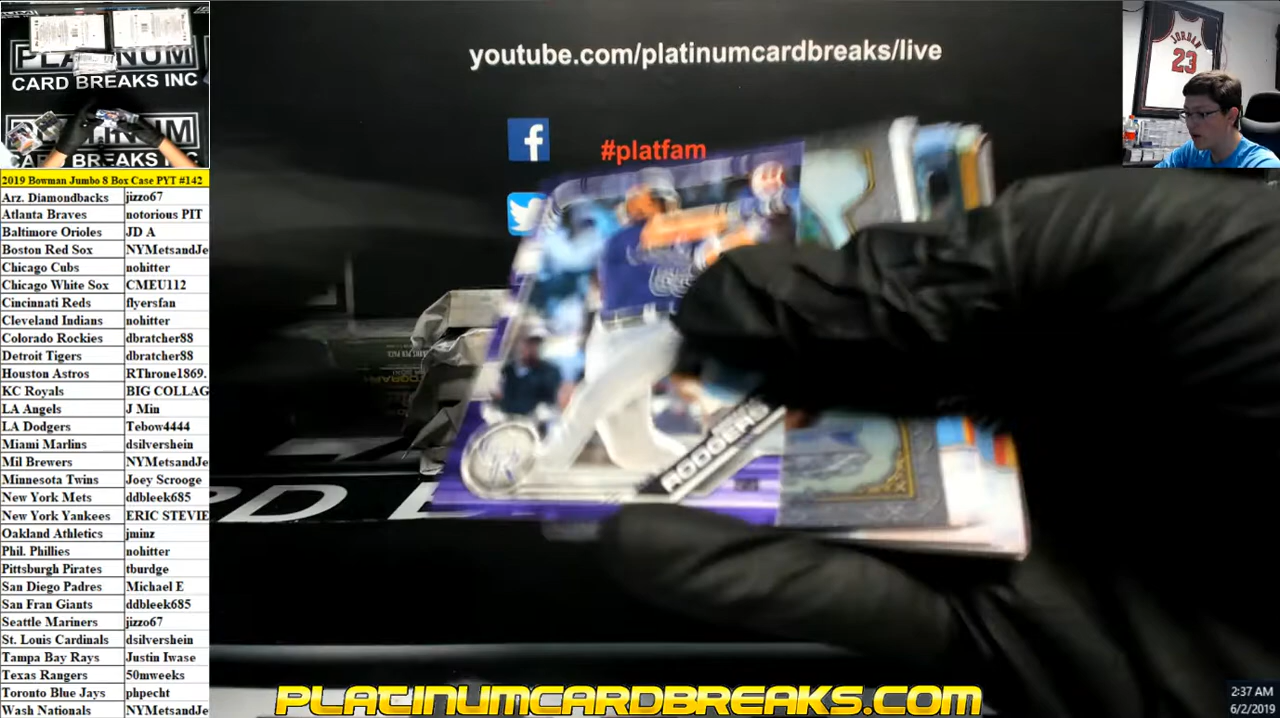 PLATINUM
CARD BREAKS INC
PLATINUM
CARD BREAKS INC
2019 Bowman Jumbo 8 Box Case PYT #142
Arz. Diamondbacks jizzo67
Atlanta Braves notorious PIT
Baltimore Orioles JD A
Boston Red Sox NYMetsandJe
Chicago Cubs nohitter
Chicago White Sox CMEU112
Cincinnati Reds flyersfan
Cleveland Indians nohitter
Colorado Rockies dbratcher88
Detroit Tigers dbratcher88
Houston Astros RThrone1869.
KC Royals BIG COLLAG
LA Angels J Min
LA Dodgers Tebow4444
Miami Marlins dsilvershein
Mil Brewers NYMetsandJe
Minnesota Twins Joey Scrooge
New York Mets ddbleek685
New York Yankees ERIC STEVIE
Oakland Athletics jminz
Phil. Phillies nohitter
Pittsburgh Pirates tburdge
San Diego Padres Michael E
San Fran Giants ddbleek685
Seattle Mariners jizzo67
St. Louis Cardinals dsilvershein
Tampa Bay Rays Justin Iwase
Texas Rangers 50mweeks
Toronto Blue Jays phpecht
Wash Nationals NYMetsandJe
youtube.com/platinumcardbreaks/live
f
#platfam
RODGERS
JORDAN
23
PLATINUMCARDBREAKS.COM
2:37 AM
6/2/2019